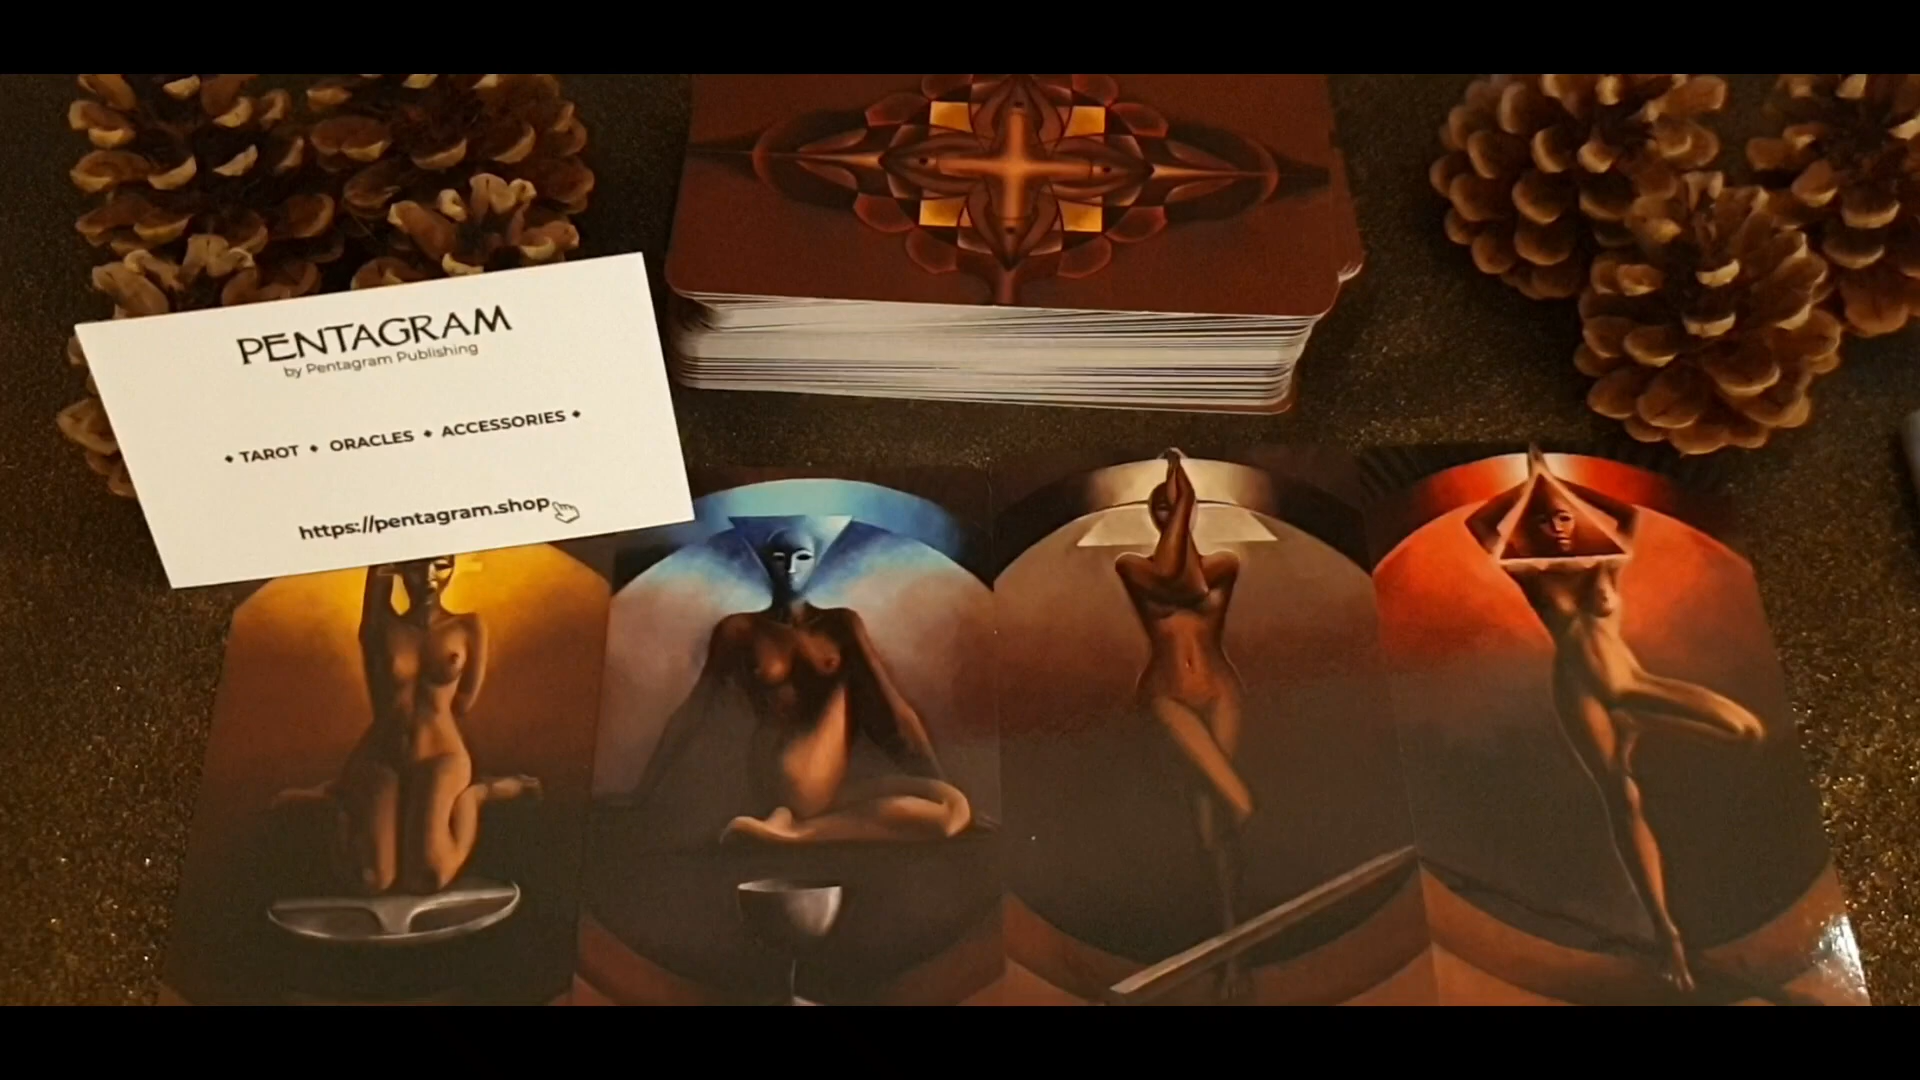 PENTAGRAM
by Pentagram Publishing
◆ TAROT ◆ ORACLES ◆ ACCESSORIES ◆
https://pentagram.shop